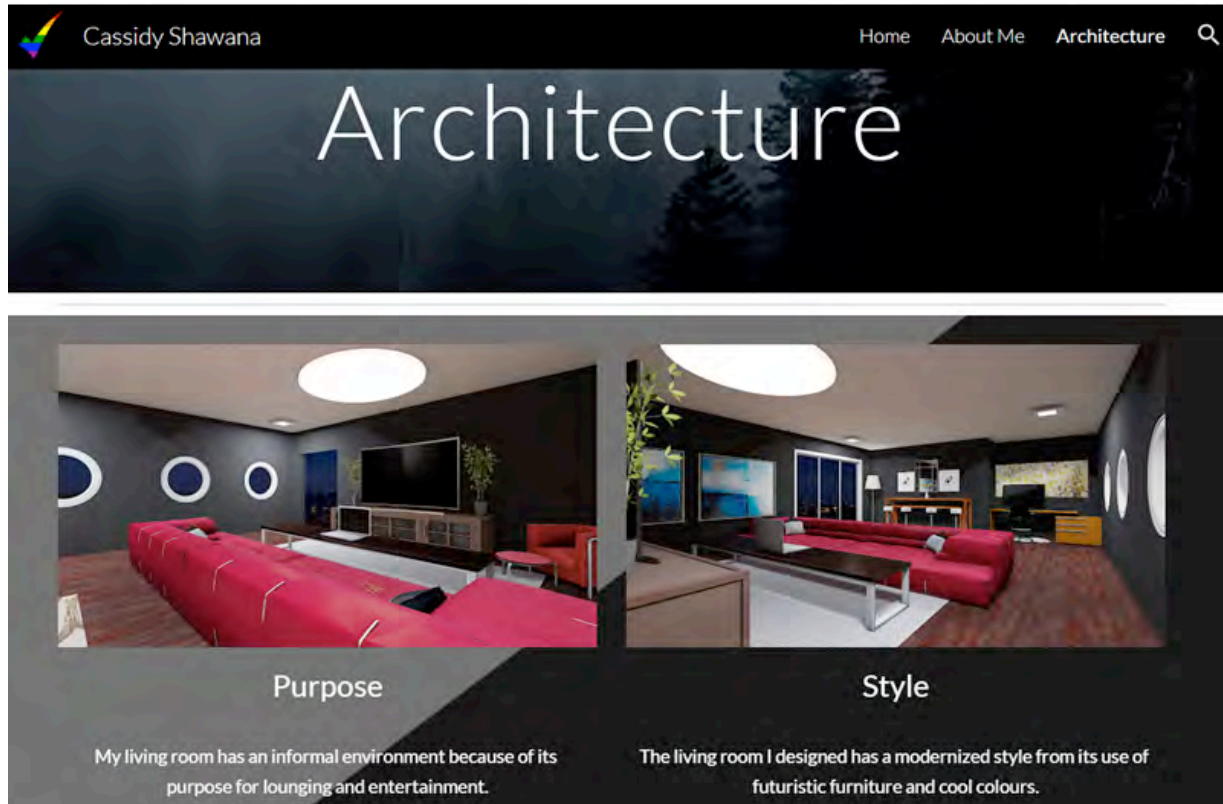 Cassidy Shawana
Home About Me Architecture
Architecture
Purpose
My living room has an informal environment because of its
purpose for lounging and entertainment.
Style
The living room I designed has a modernized style from its use of
futuristic furniture and cool colours.